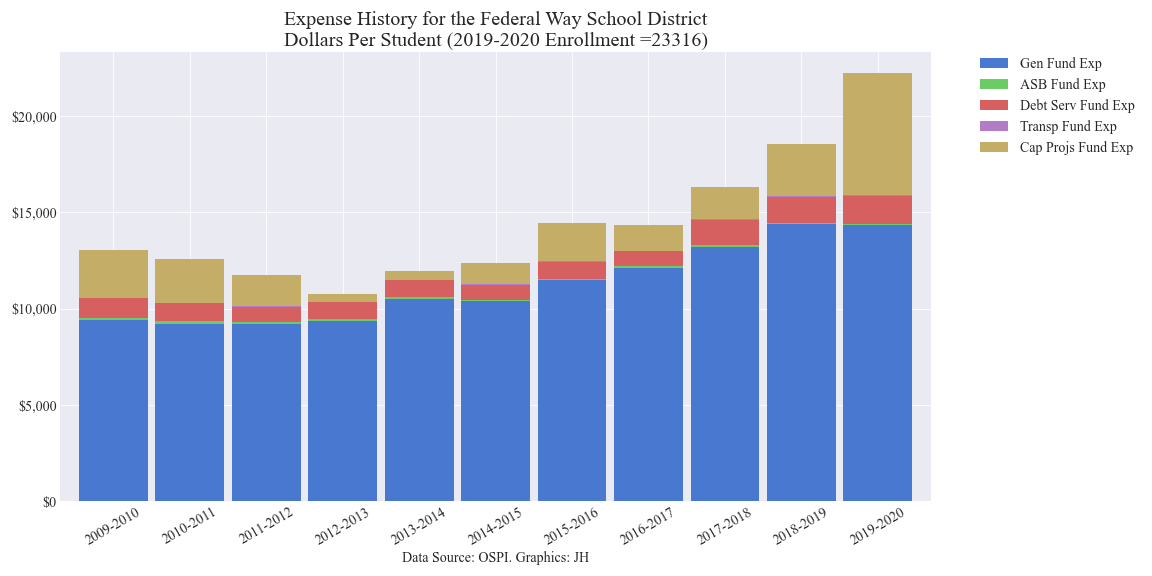 Expense History for the Federal Way School District
Dollars Per Student (2019-2020 Enrollment =23316)
Gen Fund Exp
ASB Fund Exp
Debt Serv Fund Exp
Transp Fund Exp
Cap Projs Fund Exp
$20,000
$15,000
$10,000
$5,000
$0
2009-2010
2010-2011
2011-2012
2012-2013
2013-2014
2014-2015
2015-2016
2016-2017
2017-2018
2018-2019
2019-2020
Data Source: OSPI. Graphics: JH